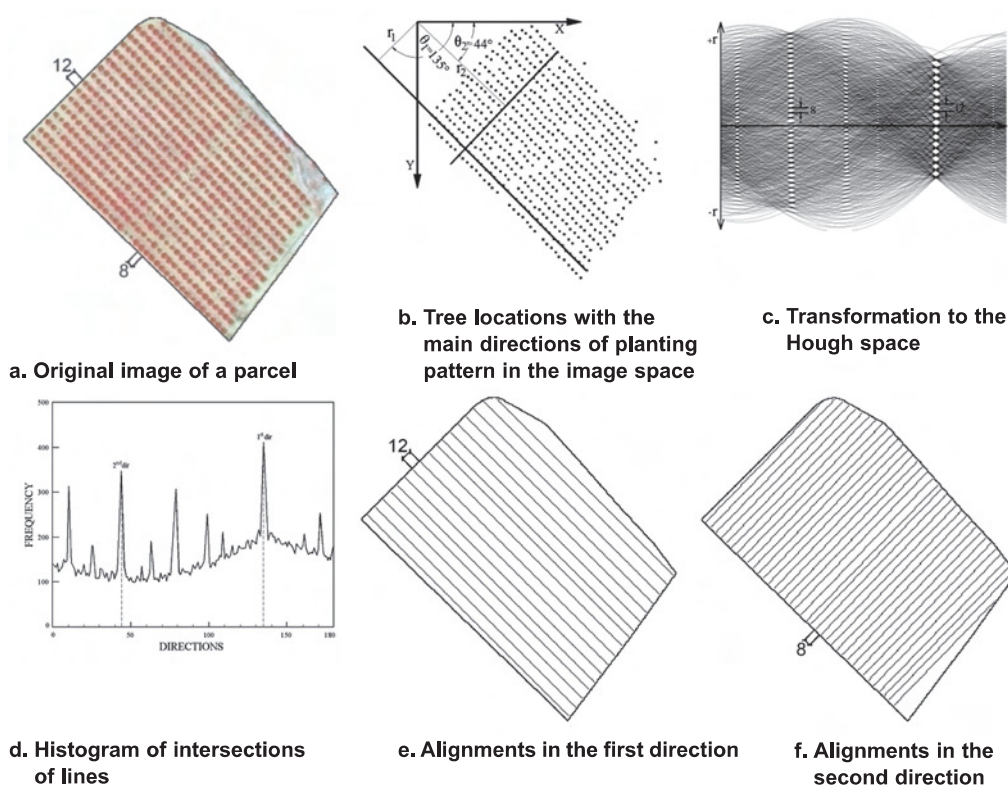 12
8
a. Original image of a parcel
r₁
θ₁=135°
θ₂=44°
r₂
X
Y
b. Tree locations with the
main directions of planting
pattern in the image space
+r
-r
8
12
c. Transformation to the
Hough space
500
400
300
200
100
0
FREQUENCY
2nd dir
1st dir
0
50
100
150
180
DIRECTIONS
d. Histogram of intersections
of lines
12
e. Alignments in the first direction
8
f. Alignments in the
second direction